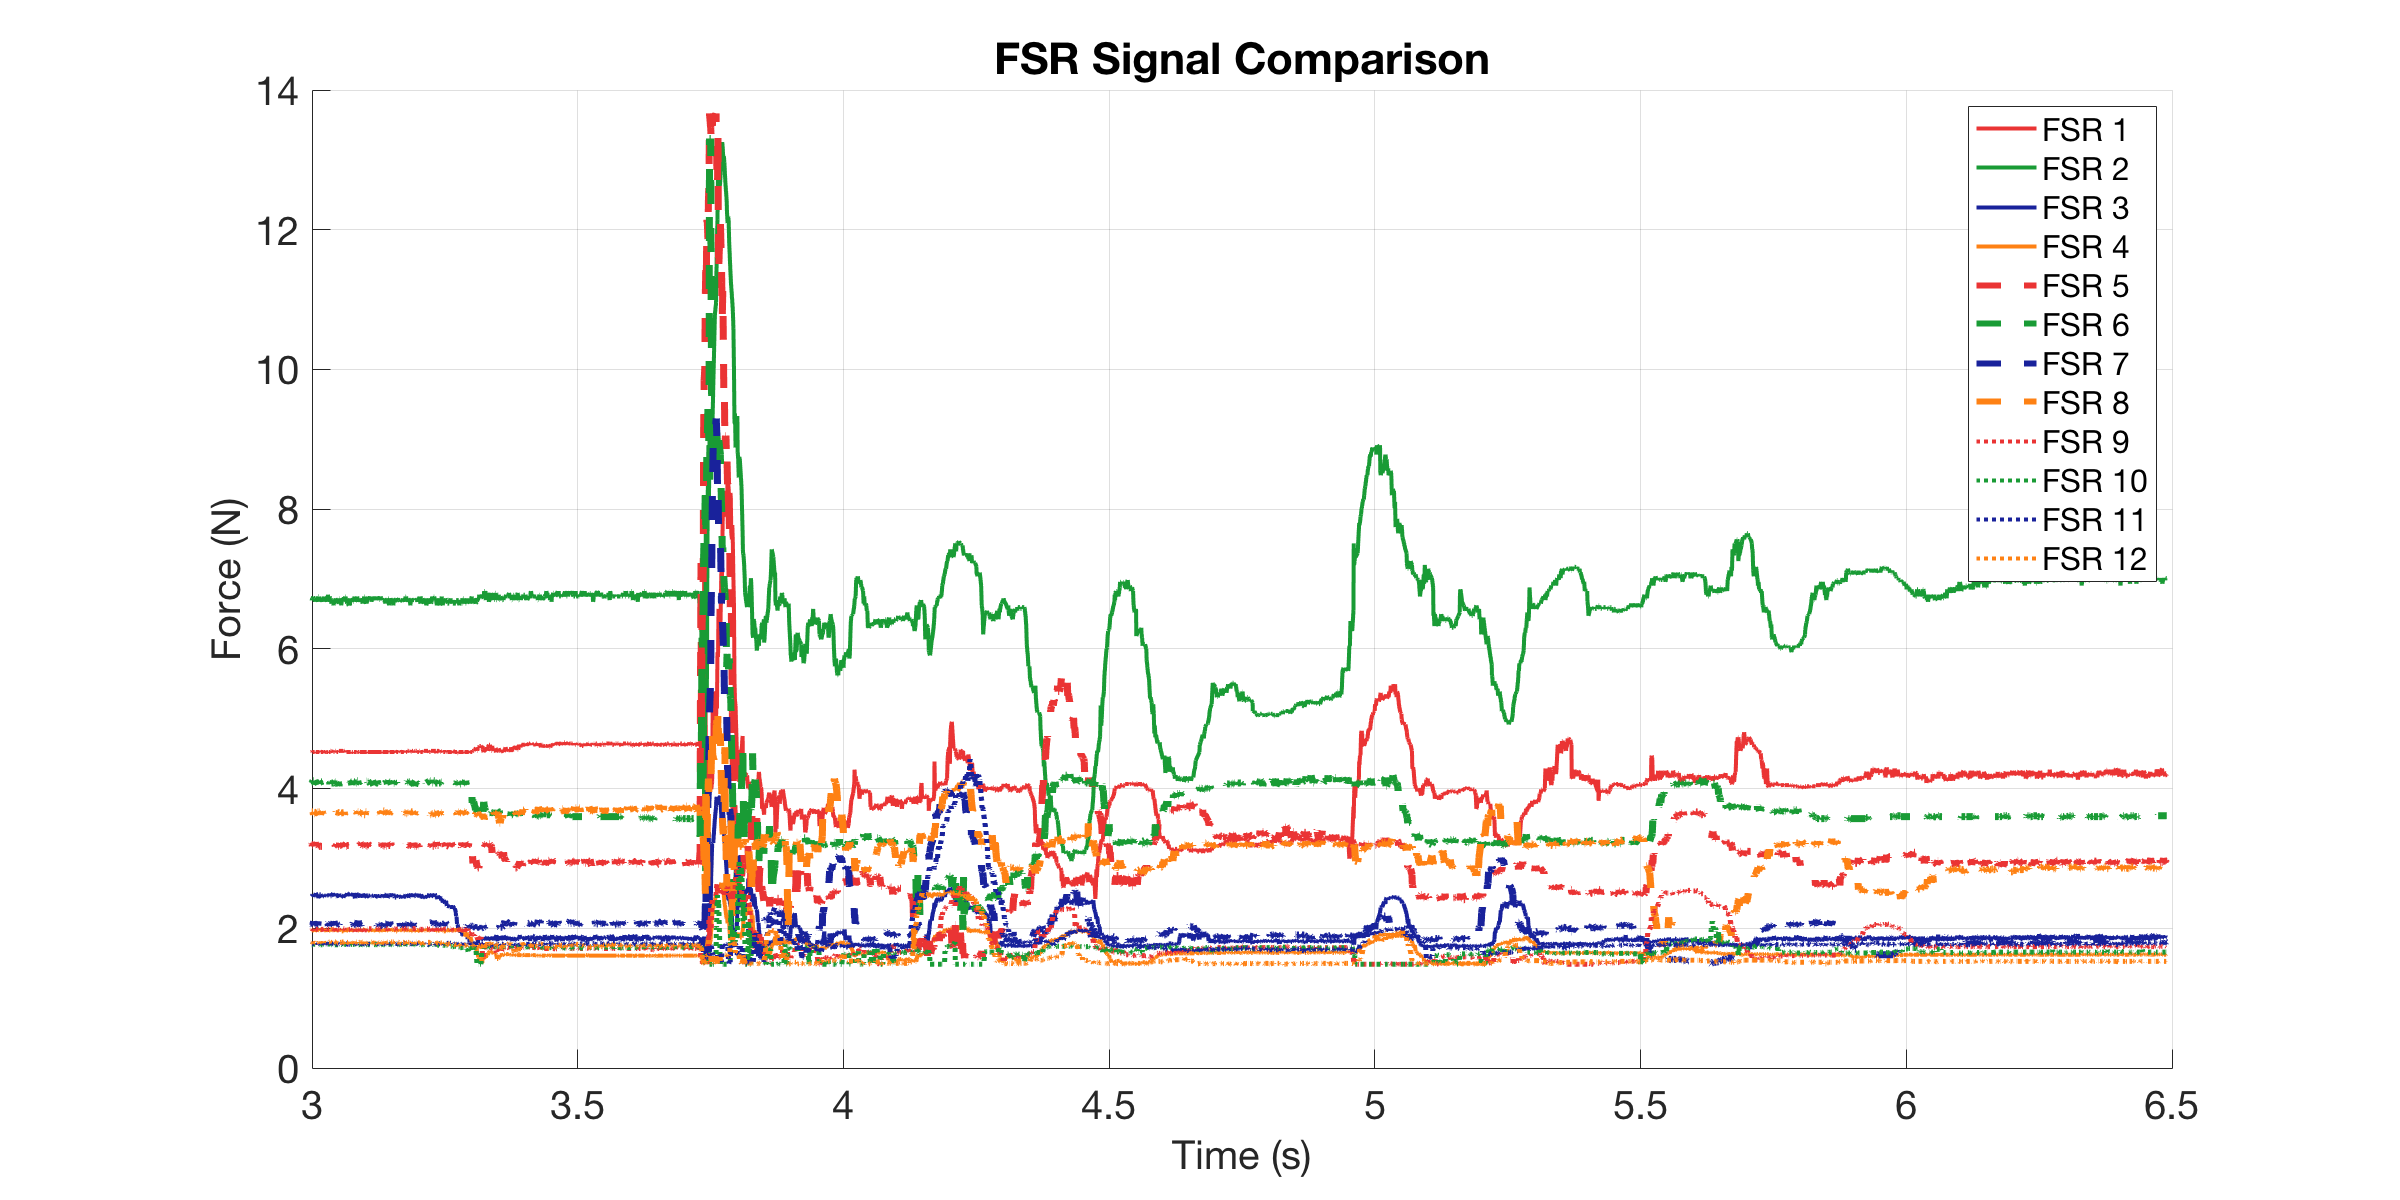 FSR Signal Comparison
14
12
10
8
6
4
2
0
Force (N)
3
3.5
4
4.5
5
5.5
6
6.5
Time (s)
FSR 1
FSR 2
FSR 3
FSR 4
FSR 5
FSR 6
FSR 7
FSR 8
FSR 9
FSR 10
FSR 11
FSR 12